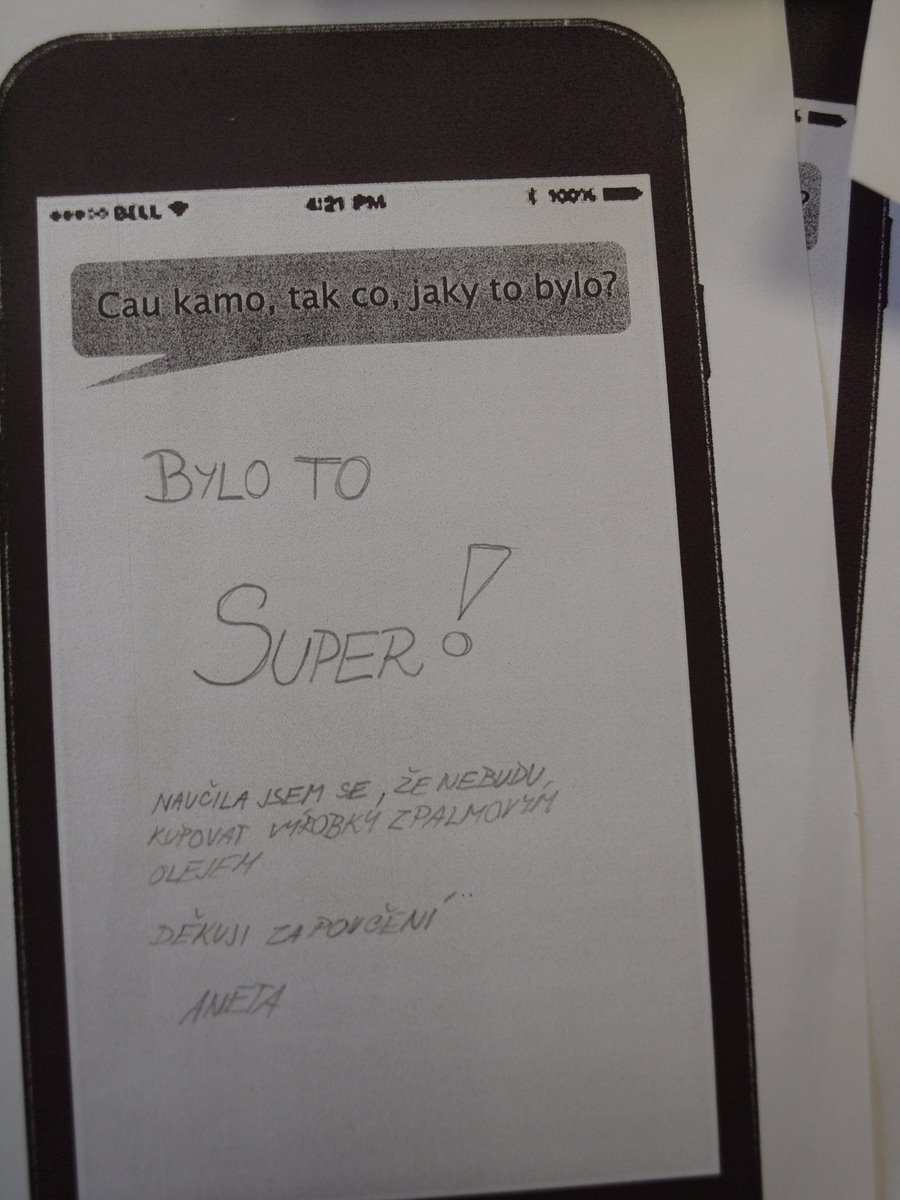 BELL 4:21 PM 100%
Cau kamo, tak co, jaky to bylo?
BYLO TO
SUPER!
NAUČILA JSEM SE, ŽE NEBUDU
KUPOVAT VÝROBKY ZPALMOVYM
OLEJEM
DĚKUJI ZA POUČENÍ
ANETA
?